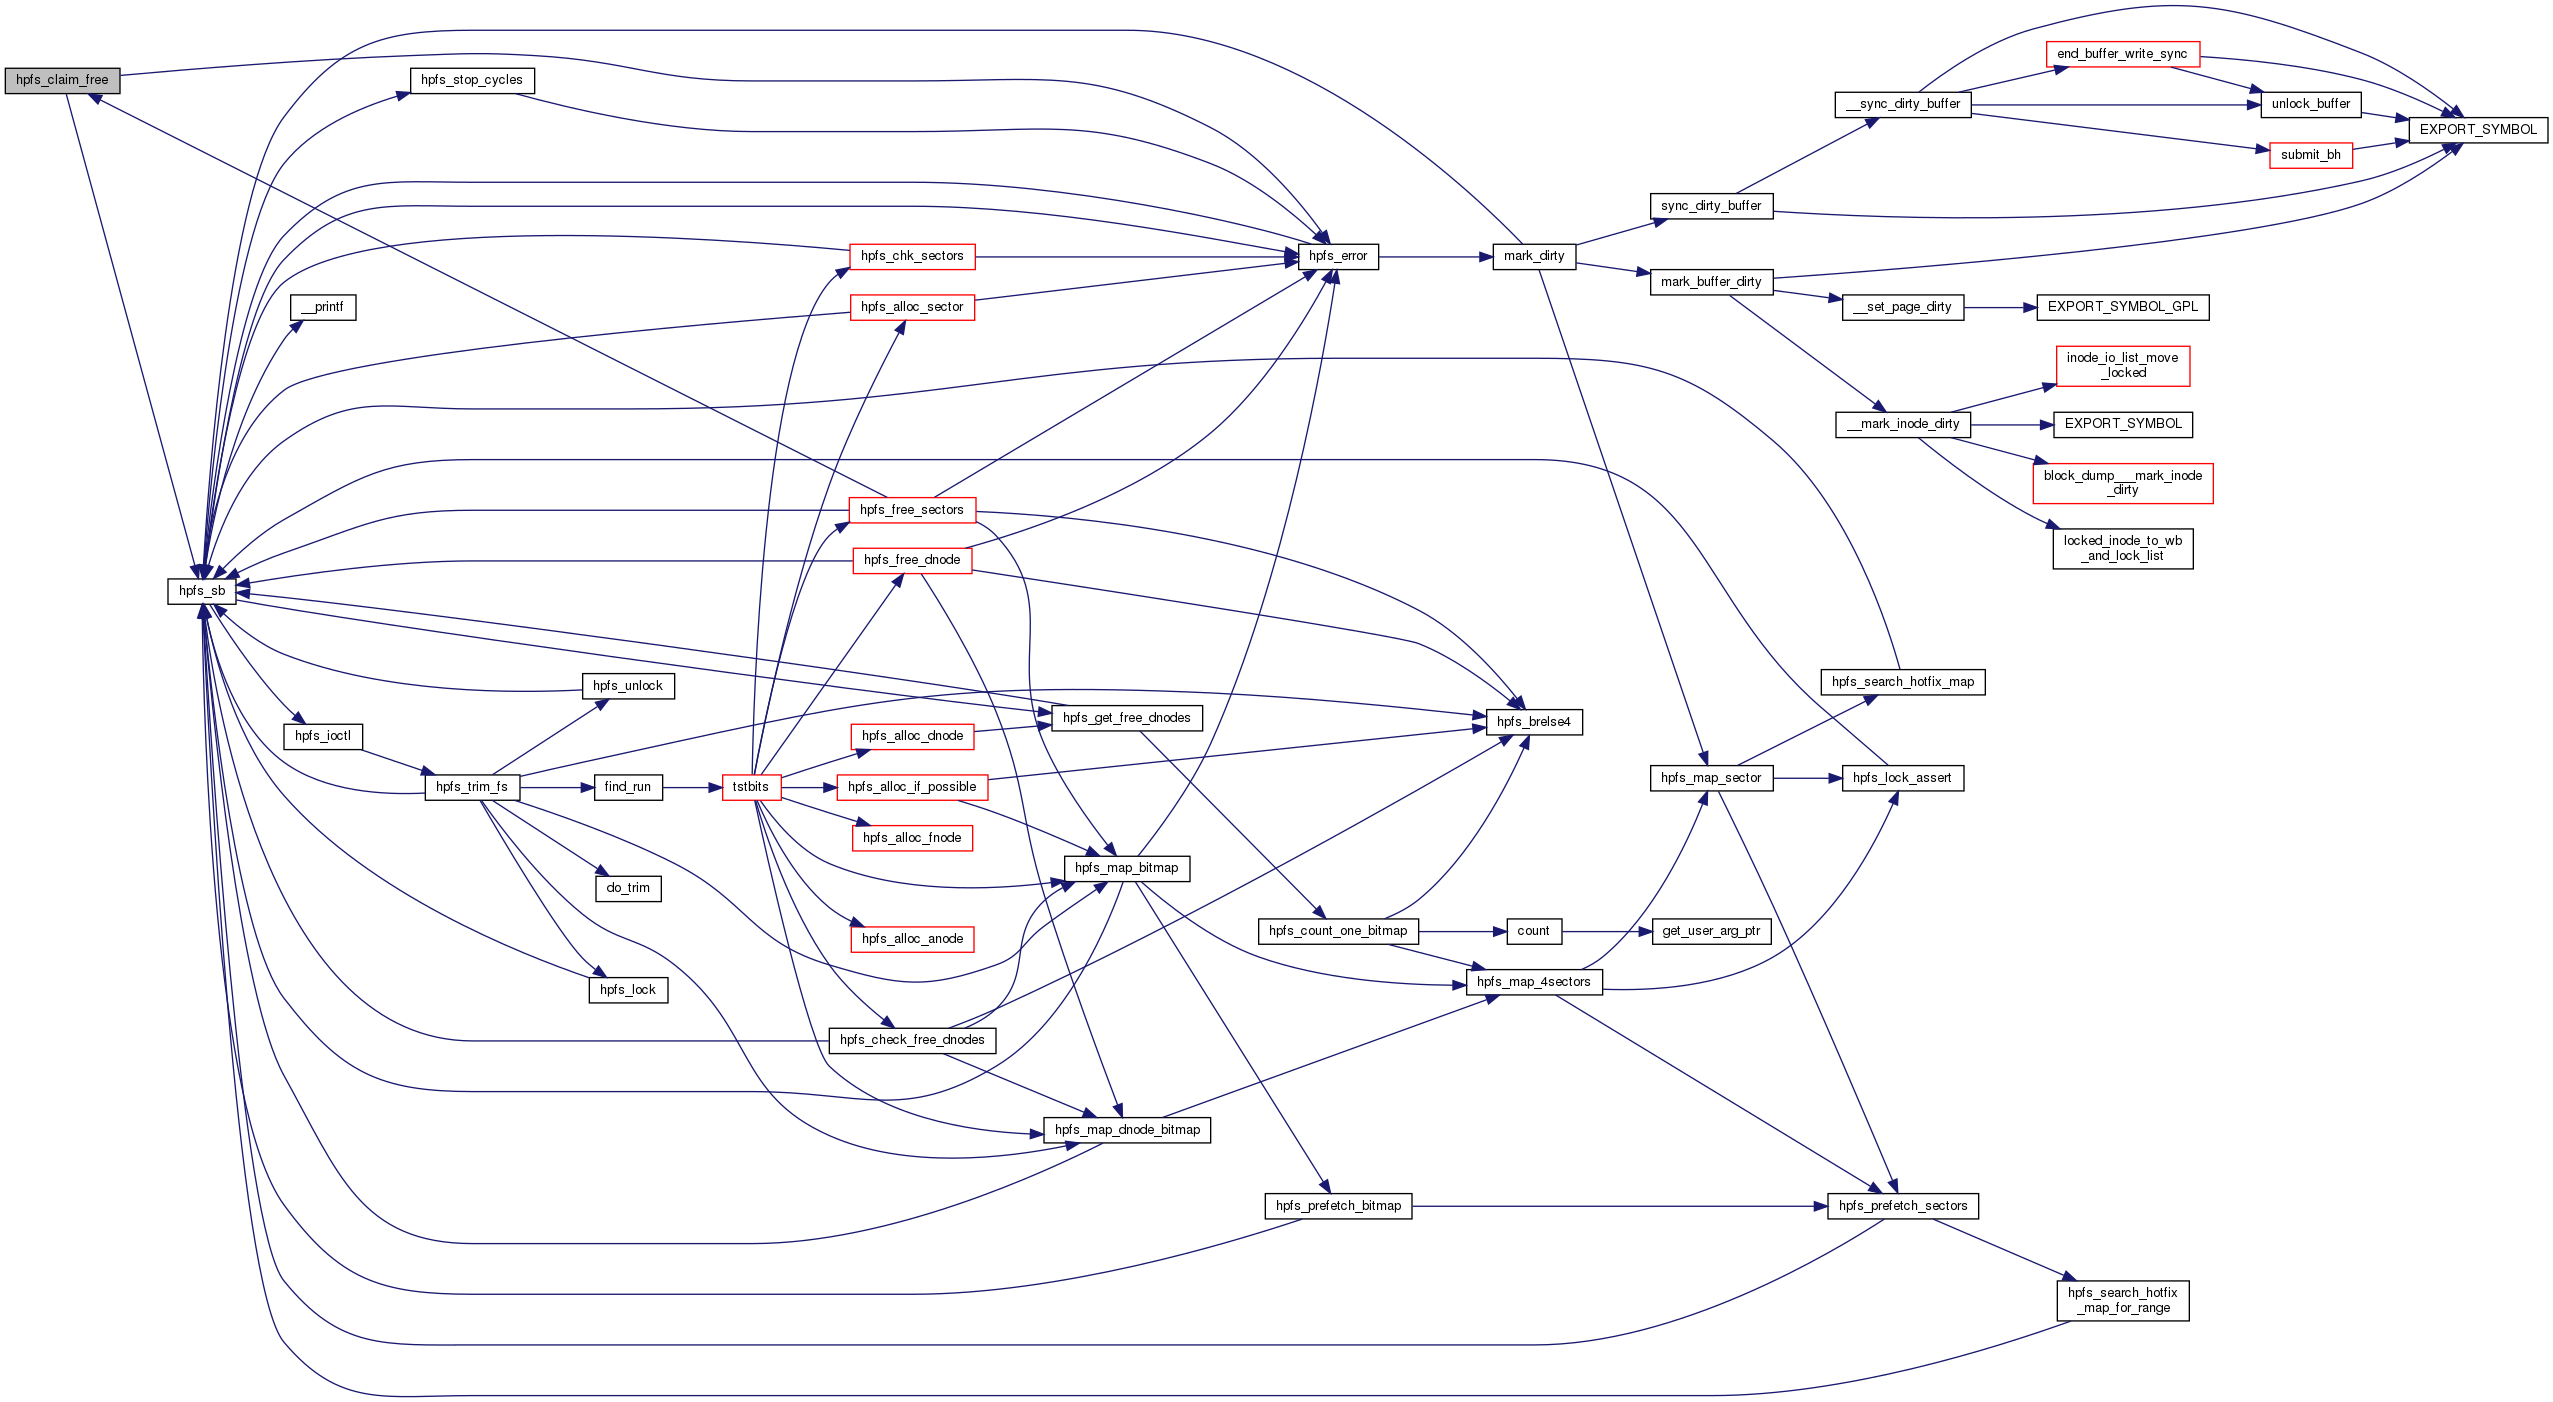 hpfs_claim_free
hpfs_stop_cycles
end_buffer_write_sync
__sync_dirty_buffer
unlock_buffer
EXPORT_SYMBOL
submit_bh
sync_dirty_buffer
hpfs_chk_sectors
hpfs_error
mark_dirty
mark_buffer_dirty
__printf
hpfs_alloc_sector
__set_page_dirty
EXPORT_SYMBOL_GPL
inode_io_list_move
_locked
__mark_inode_dirty
EXPORT_SYMBOL
block_dump___mark_inode
_dirty
hpfs_free_sectors
locked_inode_to_wb
_and_lock_list
hpfs_free_dnode
hpfs_sb
hpfs_unlock
hpfs_search_hotfix_map
hpfs_get_free_dnodes
hpfs_brelse4
hpfs_ioctl
hpfs_alloc_dnode
hpfs_map_sector
hpfs_lock_assert
hpfs_trim_fs
find_run
tstbits
hpfs_alloc_if_possible
hpfs_alloc_fnode
hpfs_map_bitmap
do_trim
hpfs_alloc_anode
hpfs_count_one_bitmap
count
get_user_arg_ptr
hpfs_lock
hpfs_map_4sectors
hpfs_check_free_dnodes
hpfs_map_dnode_bitmap
hpfs_prefetch_bitmap
hpfs_prefetch_sectors
hpfs_search_hotfix
_map_for_range